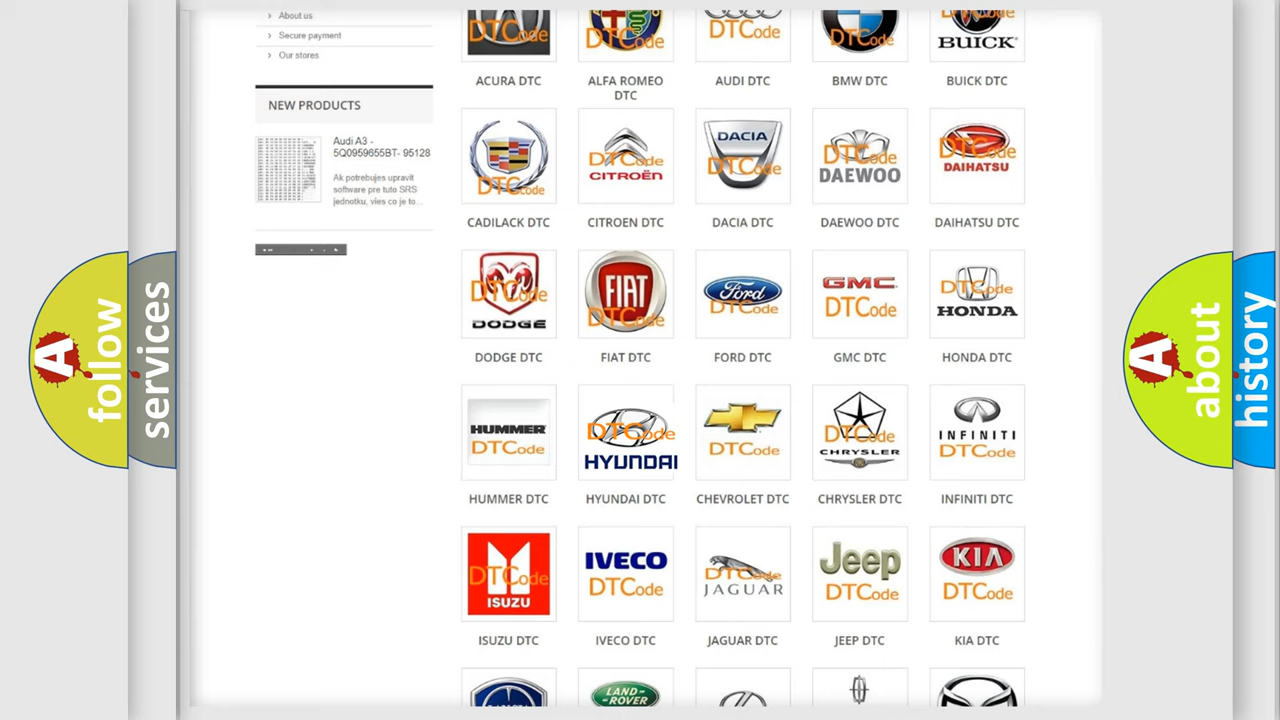 About us
Secure payment
Our stores
NEW PRODUCTS
Audi A3 -
5Q0959655BT- 95128
Ak potrebujes upravit
software pre tuto SRS
jednotku, vies co je to...
DTCode
DTCode
DTCode
DTCode
BUICK
ACURA DTC
ALFA ROMEO
DTC
AUDI DTC
BMW DTC
BUICK DTC
DTCode
DTCode
CITROËN
DACIA
DTCode
DTCode
DAEWOO
DTCode
DAIHATSU
CADILACK DTC
CITROEN DTC
DACIA DTC
DAEWOO DTC
DAIHATSU DTC
DTCode
DODGE
FIAT
DTCode
Ford
DTCode
GMC
DTCode
DTCode
HONDA
DODGE DTC
FIAT DTC
FORD DTC
GMC DTC
HONDA DTC
HUMMER
DTCode
DTCode
HYUNDAI
DTCode
DTCode
CHRYSLER
INFINITI
DTCode
HUMMER DTC
HYUNDAI DTC
CHEVROLET DTC
CHRYSLER DTC
INFINITI DTC
DTCode
ISUZU
IVECO
DTCode
DTCode
JAGUAR
Jeep
DTCode
KIA
DTCode
ISUZU DTC
IVECO DTC
JAGUAR DTC
JEEP DTC
KIA DTC
LAND-
ROVER
A
follow
services
A
about
history